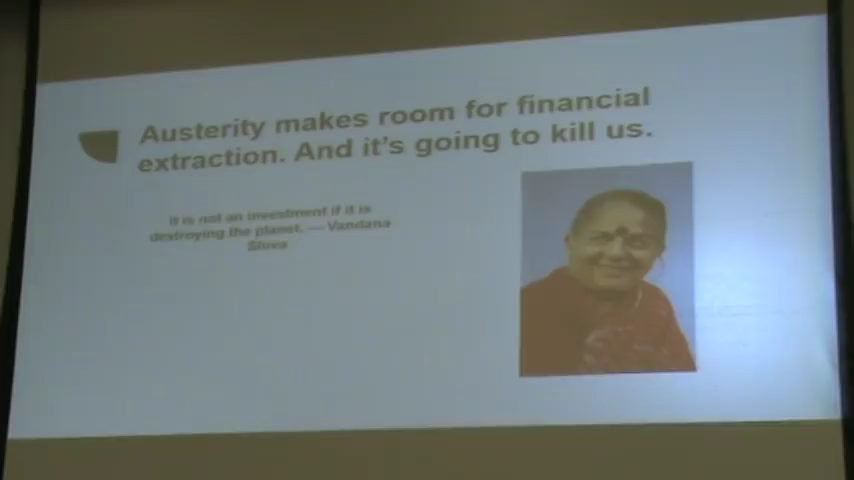 Austerity makes room for financial
extraction. And it's going to kill us.
It is not an investment if it is
destroying the planet. — Vandana
Shiva